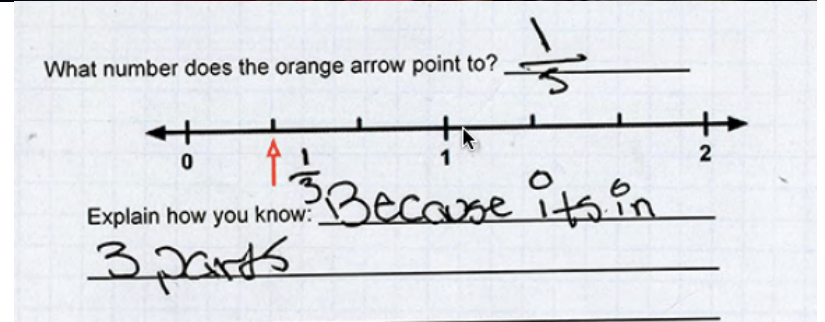 What number does the orange arrow point to? 1/5
0 1 2
1/3
Explain how you know: Because its in
3 parts